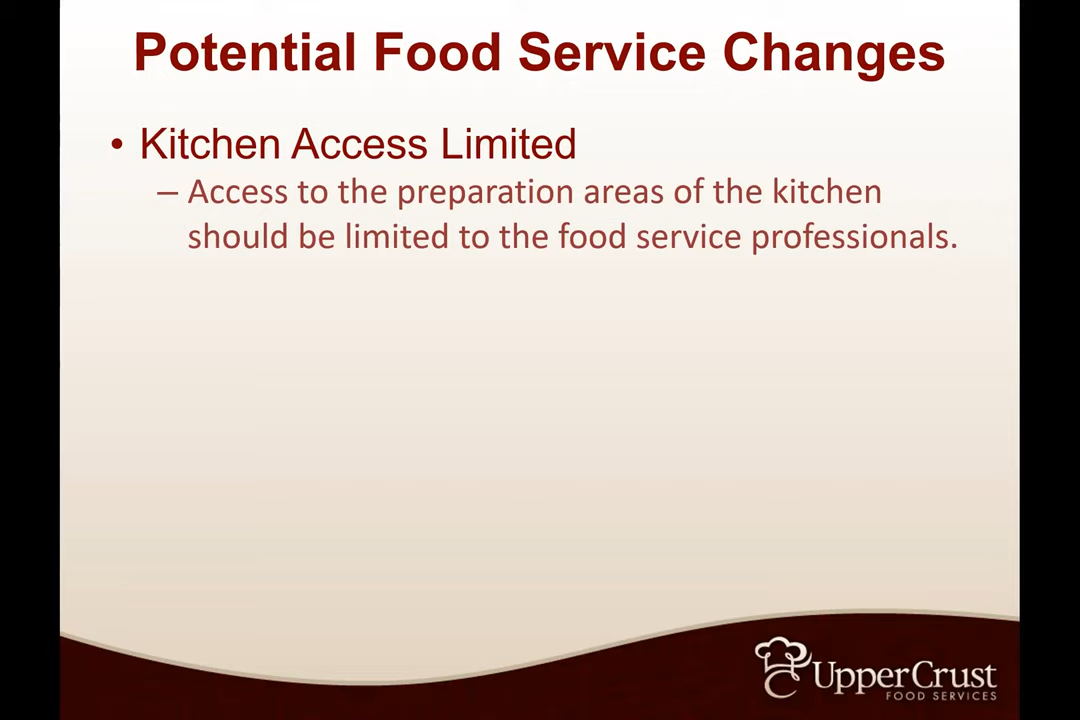 Potential Food Service Changes
• Kitchen Access Limited
– Access to the preparation areas of the kitchen
should be limited to the food service professionals.
UpperCrust
FOOD SERVICES